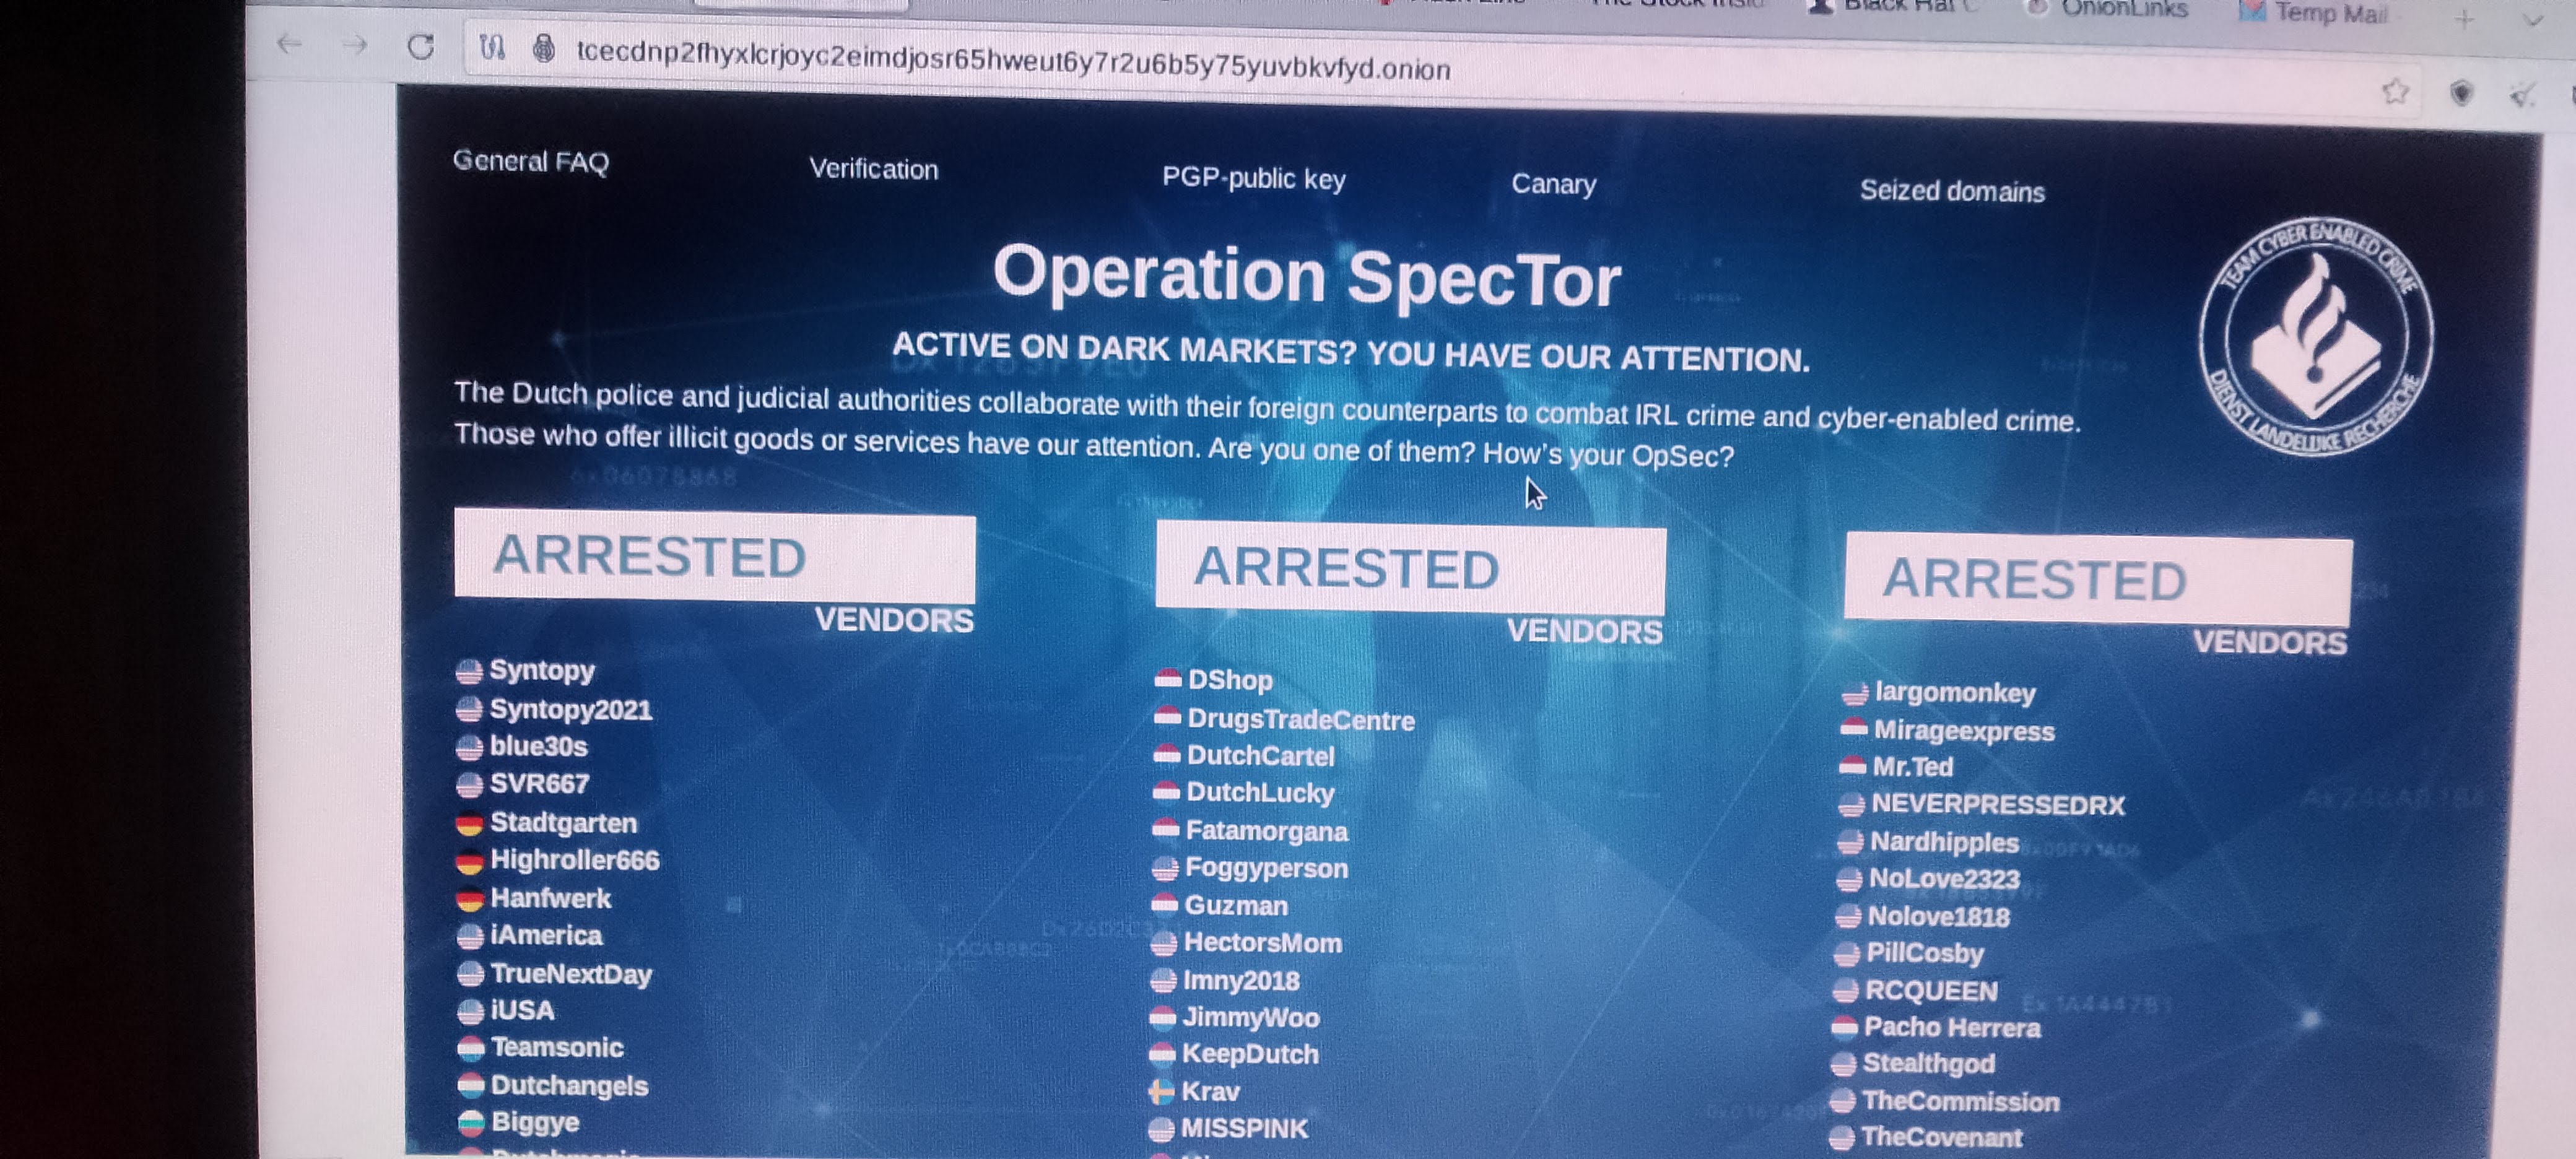 OnionLinks
Temp Mail
tcecdnp2fhyxlcrjoyc2eimdjosr65hweut6y7r2u6b5y75yuvbkvfyd.onion
General FAQ
Verification
PGP-public key
Canary
Seized domains
TEAM CYBER ENABLED CRIME
DIENST LANDELIJKE RECHERCHE
Operation SpecTor
ACTIVE ON DARK MARKETS? YOU HAVE OUR ATTENTION.
The Dutch police and judicial authorities collaborate with their foreign counterparts to combat IRL crime and cyber-enabled crime.
Those who offer illicit goods or services have our attention. Are you one of them? How's your OpSec?
ARRESTED
VENDORS
Syntopy
Syntopy2021
blue30s
SVR667
Stadtgarten
Highroller666
Hanfwerk
iAmerica
TrueNextDay
iUSA
Teamsonic
Dutchangels
Biggye
ARRESTED
VENDORS
DShop
DrugsTradeCentre
DutchCartel
DutchLucky
Fatamorgana
Foggyperson
Guzman
HectorsMom
Imny2018
JimmyWoo
KeepDutch
Krav
MISSPINK
ARRESTED
VENDORS
largomonkey
Mirageexpress
Mr.Ted
NEVERPRESSEDRX
Nardhipples
NoLove2323
Nolove1818
PillCosby
RCQUEEN
Pacho Herrera
Stealthgod
TheCommission
TheCovenant